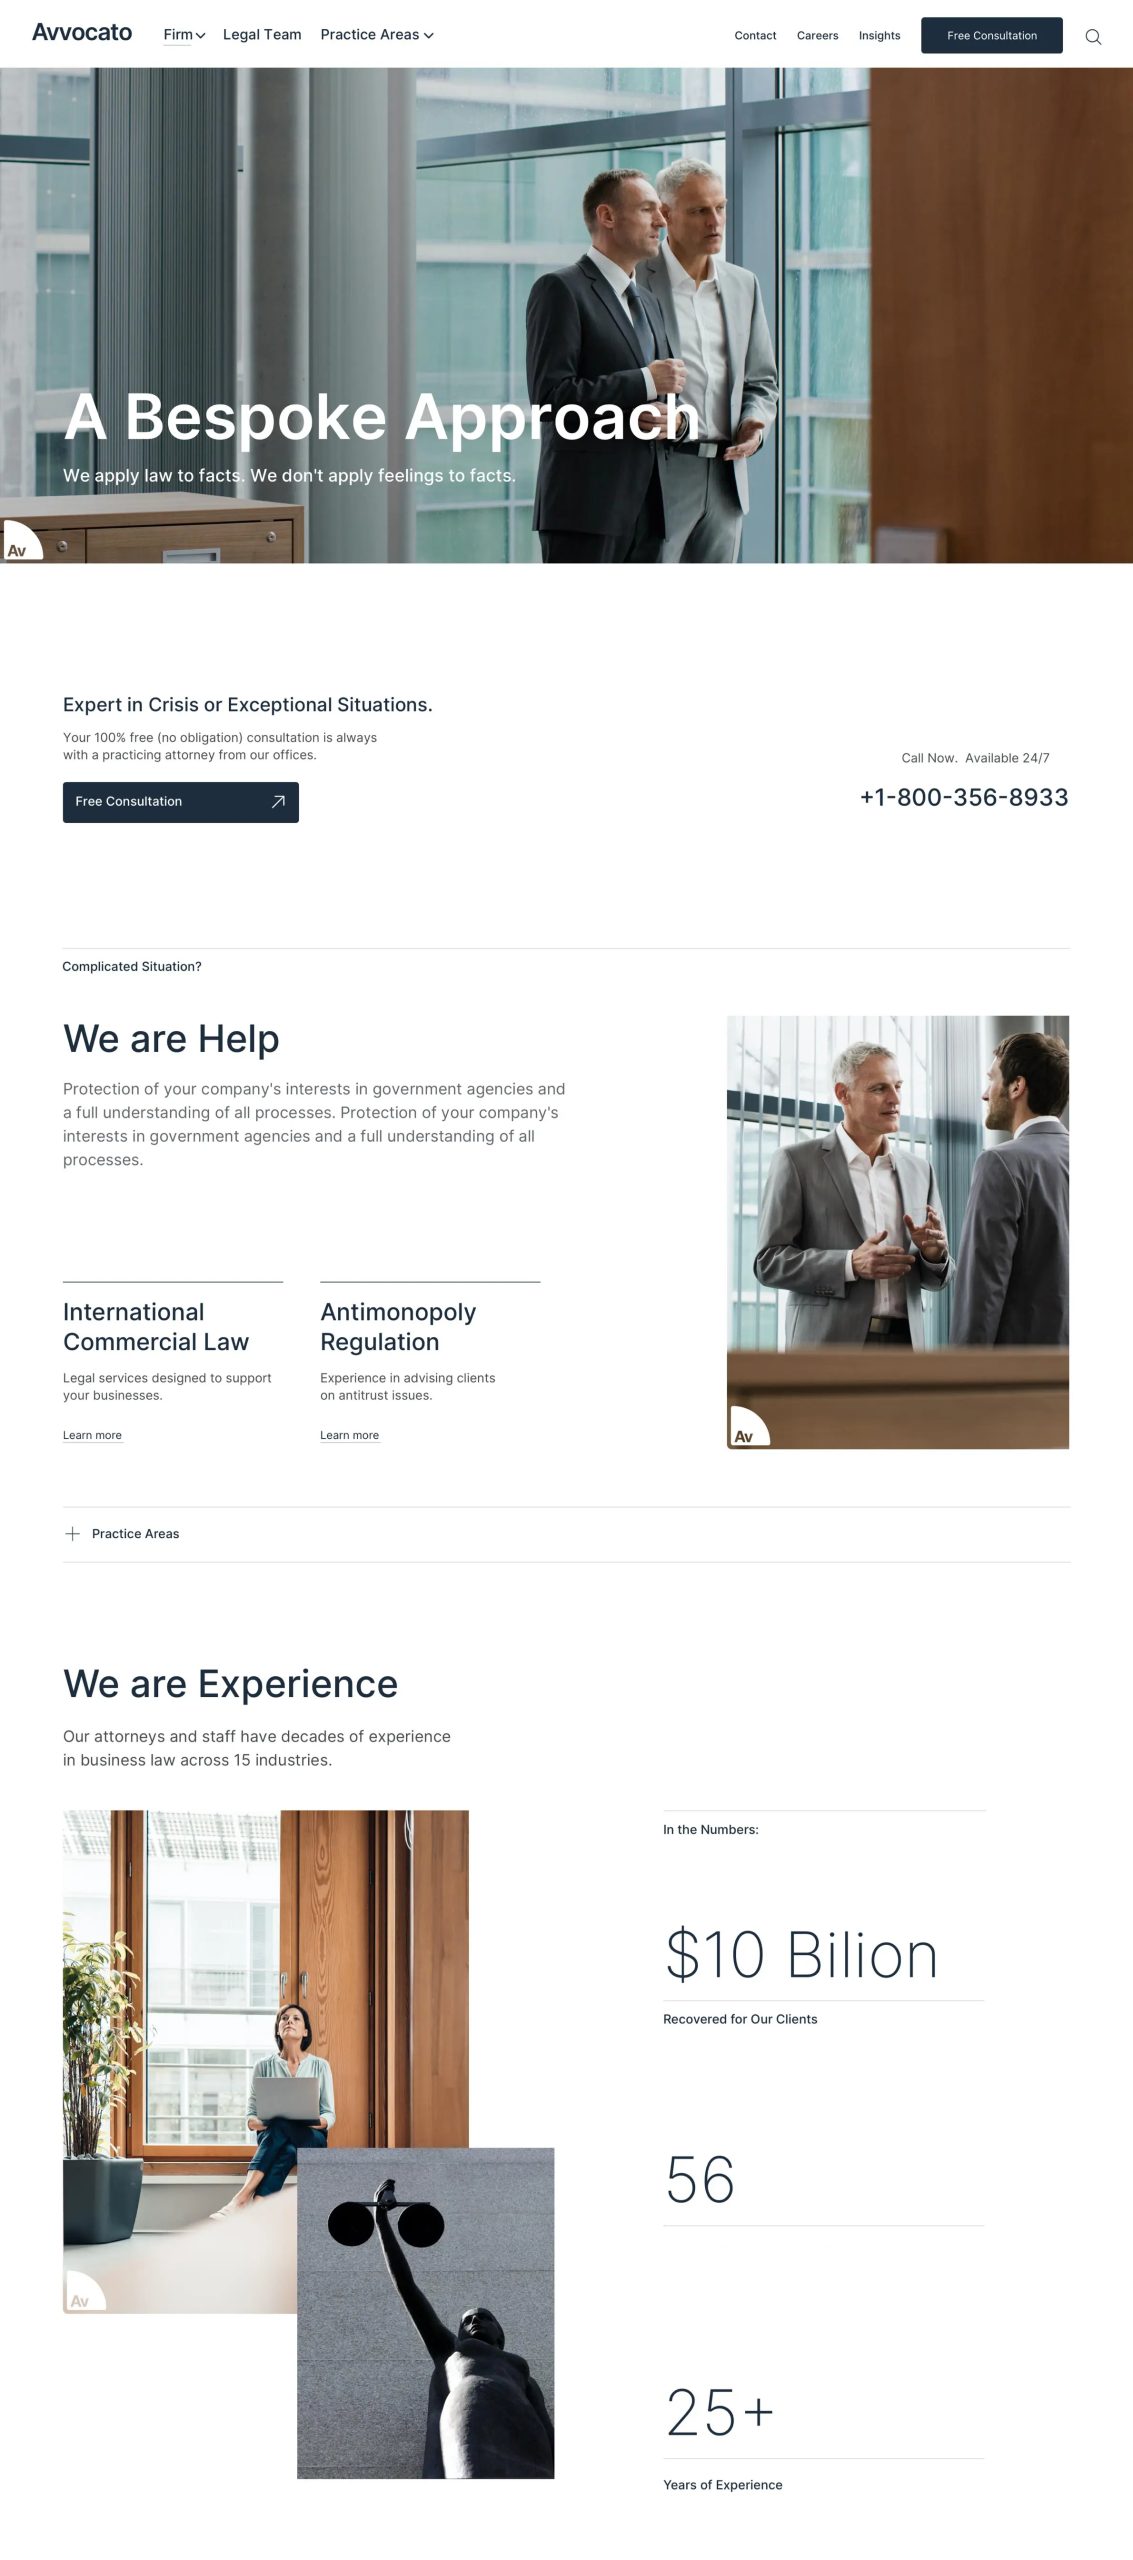 Avvocato
Firm
Legal Team
Practice Areas
Contact
Careers
Insights
Free Consultation
A Bespoke Approach
We apply law to facts. We don't apply feelings to facts.
Av
Expert in Crisis or Exceptional Situations.
Your 100% free (no obligation) consultation is always
with a practicing attorney from our offices.
Free Consultation
Call Now. Available 24/7
+1-800-356-8933
Complicated Situation?
We are Help
Protection of your company's interests in government agencies and
a full understanding of all processes. Protection of your company's
interests in government agencies and a full understanding of all
processes.
International
Commercial Law
Legal services designed to support
your businesses.
Learn more
Antimonopoly
Regulation
Experience in advising clients
on antitrust issues.
Learn more
Av
Practice Areas
We are Experience
Our attorneys and staff have decades of experience
in business law across 15 industries.
Av
In the Numbers:
$10 Bilion
Recovered for Our Clients
56
25+
Years of Experience